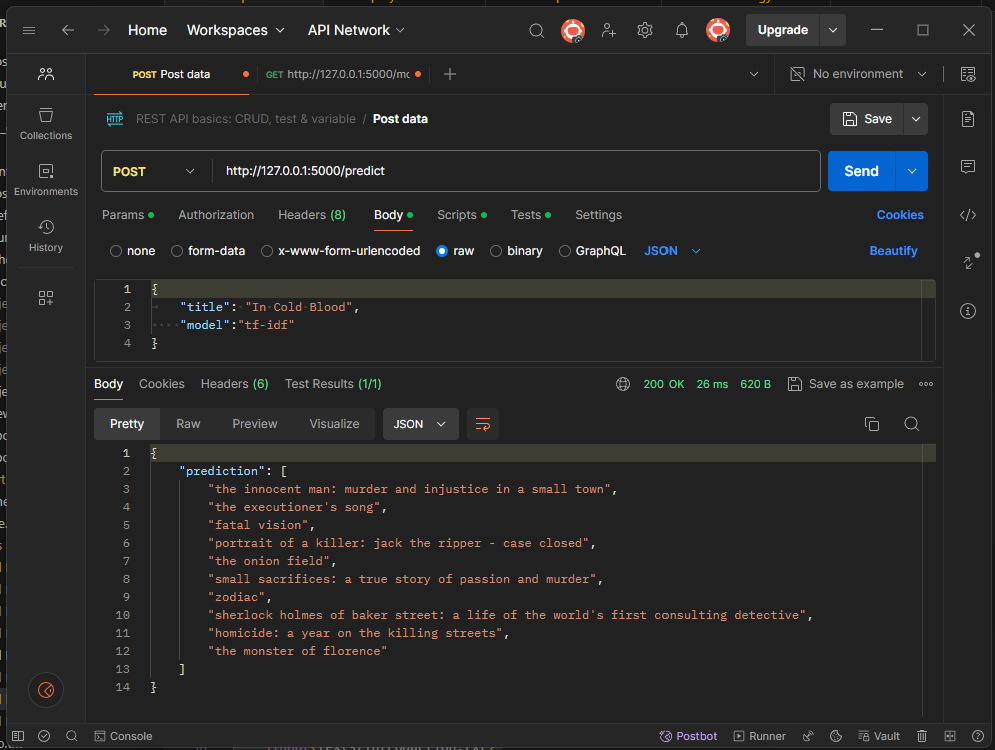 Home Workspaces API Network Upgrade
POST Post data GET http://127.0.0.1:5000/mo No environment
REST API basics: CRUD, test & variable / Post data Save
POST http://127.0.0.1:5000/predict Send
Params Authorization Headers (8) Body Scripts Tests Settings Cookies
none form-data x-www-form-urlencoded raw binary GraphQL JSON Beautify
Collections
Environments
History
1 {
2 "title": "In Cold Blood",
3 "model":"tf-idf"
4 }
Body Cookies Headers (6) Test Results (1/1) 200 OK 26 ms 620 B Save as example
Pretty Raw Preview Visualize JSON
1 {
2 "prediction": [
3 "the innocent man: murder and injustice in a small town",
4 "the executioner's song",
5 "fatal vision",
6 "portrait of a killer: jack the ripper - case closed",
7 "the onion field",
8 "small sacrifices: a true story of passion and murder",
9 "zodiac",
10 "sherlock holmes of baker street: a life of the world's first consulting detective",
11 "homicide: a year on the killing streets",
12 "the monster of florence"
13 ]
14 }
Console Postbot Runner Vault